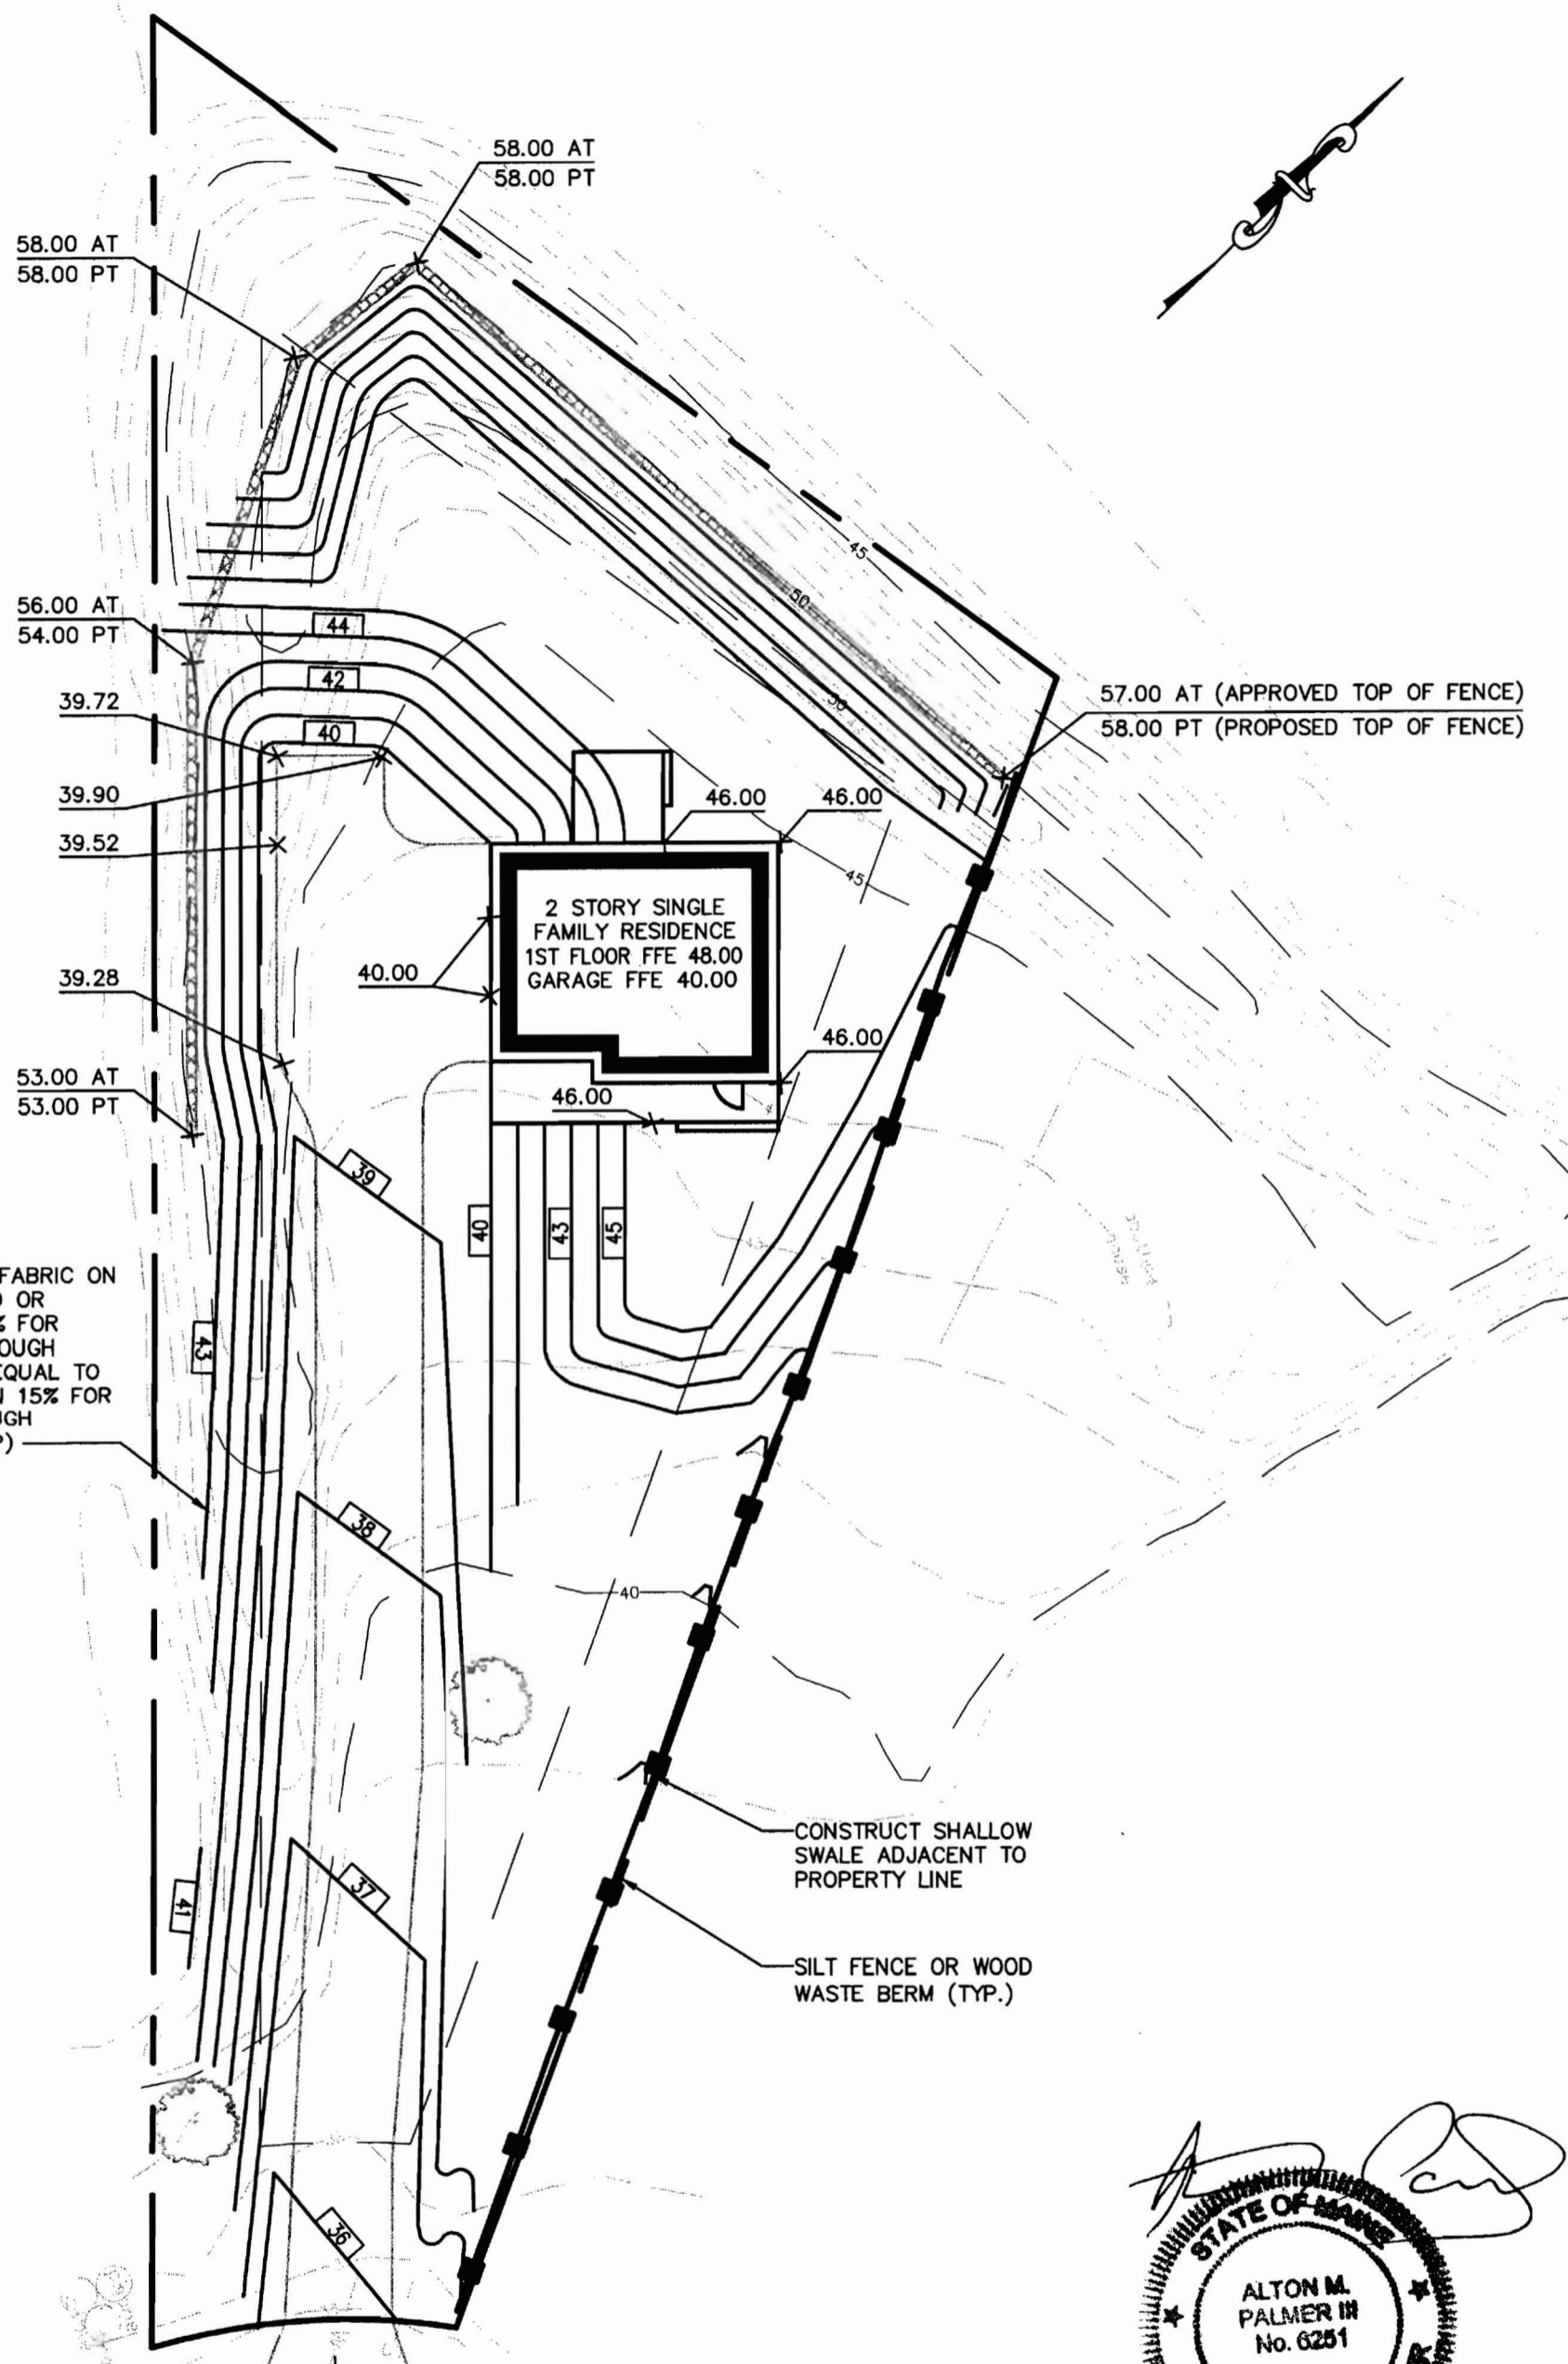 58.00 AT
58.00 PT
58.00 AT
58.00 PT
45
50
56.00 AT
54.00 PT
44
42
40
39.72
57.00 AT (APPROVED TOP OF FENCE)
58.00 PT (PROPOSED TOP OF FENCE)
50
39.90
46.00
46.00
39.52
45
2 STORY SINGLE
FAMILY RESIDENCE
1ST FLOOR FFE 48.00
GARAGE FFE 40.00
40.00
39.28
46.00
53.00 AT
53.00 PT
46.00
39
40
43
45
FABRIC ON
OR
% FOR
OUGH
EQUAL TO
15% FOR
GH
P)
43
38
40
CONSTRUCT SHALLOW
SWALE ADJACENT TO
PROPERTY LINE
37
41
SILT FENCE OR WOOD
WASTE BERM (TYP.)
36
STATE OF MAINE
ALTON M.
PALMER III
No. 6251